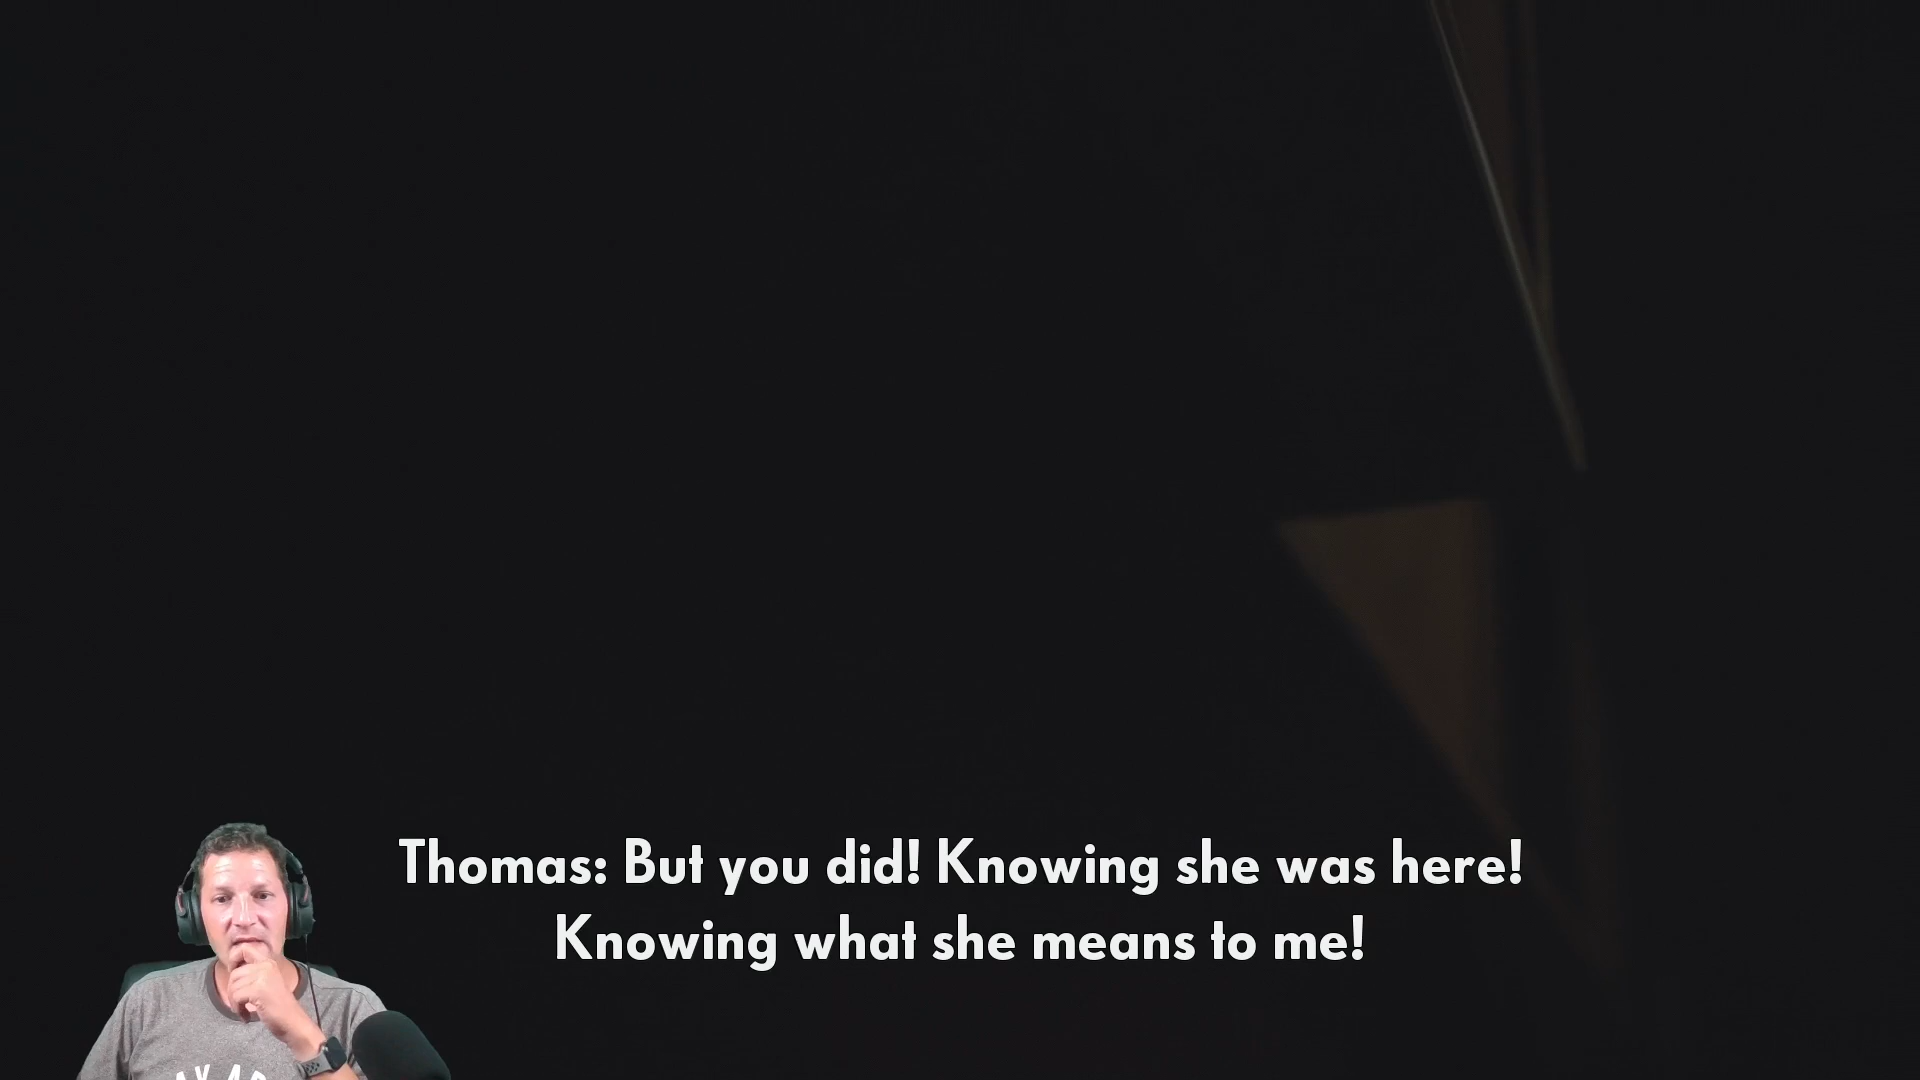 Thomas: But you did! Knowing she was here!
Knowing what she means to me!